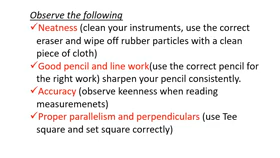 Observe the following
✓Neatness (clean your instruments, use the correct
eraser and wipe off rubber particles with a clean
piece of cloth)
✓Good pencil and line work(use the correct pencil for
the right work) sharpen your pencil consistently.
✓Accuracy (observe keenness when reading
measuremenets)
✓Proper parallelism and perpendiculars (use Tee
square and set square correctly)